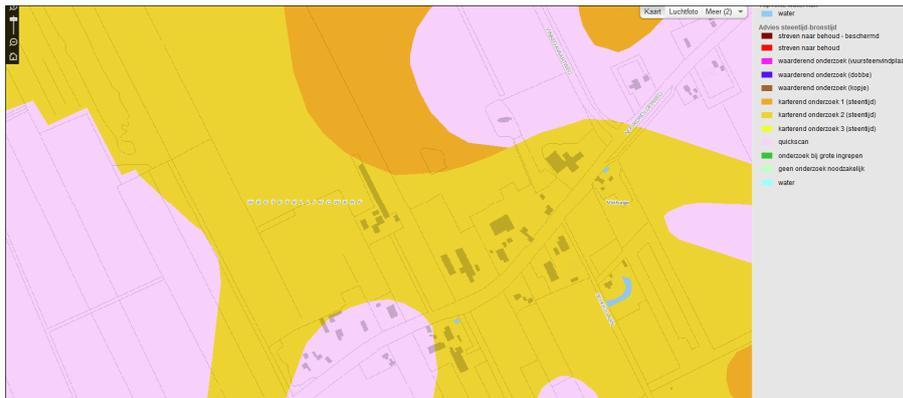 Kaart Luchtfoto Meer (2)
water
Advies steentijd-bronstijd
streven naar behoud - beschermd
streven naar behoud
waarderend onderzoek (vuursteenvindplaa
waarderend onderzoek (dobbe)
waarderend onderzoek (kopje)
karterend onderzoek 1 (steentijd)
karterend onderzoek 2 (steentijd)
karterend onderzoek 3 (steentijd)
quickscan
onderzoek bij grote ingrepen
geen onderzoek noodzakelijk
water
WESTSTELLINGWERF
Vinkega